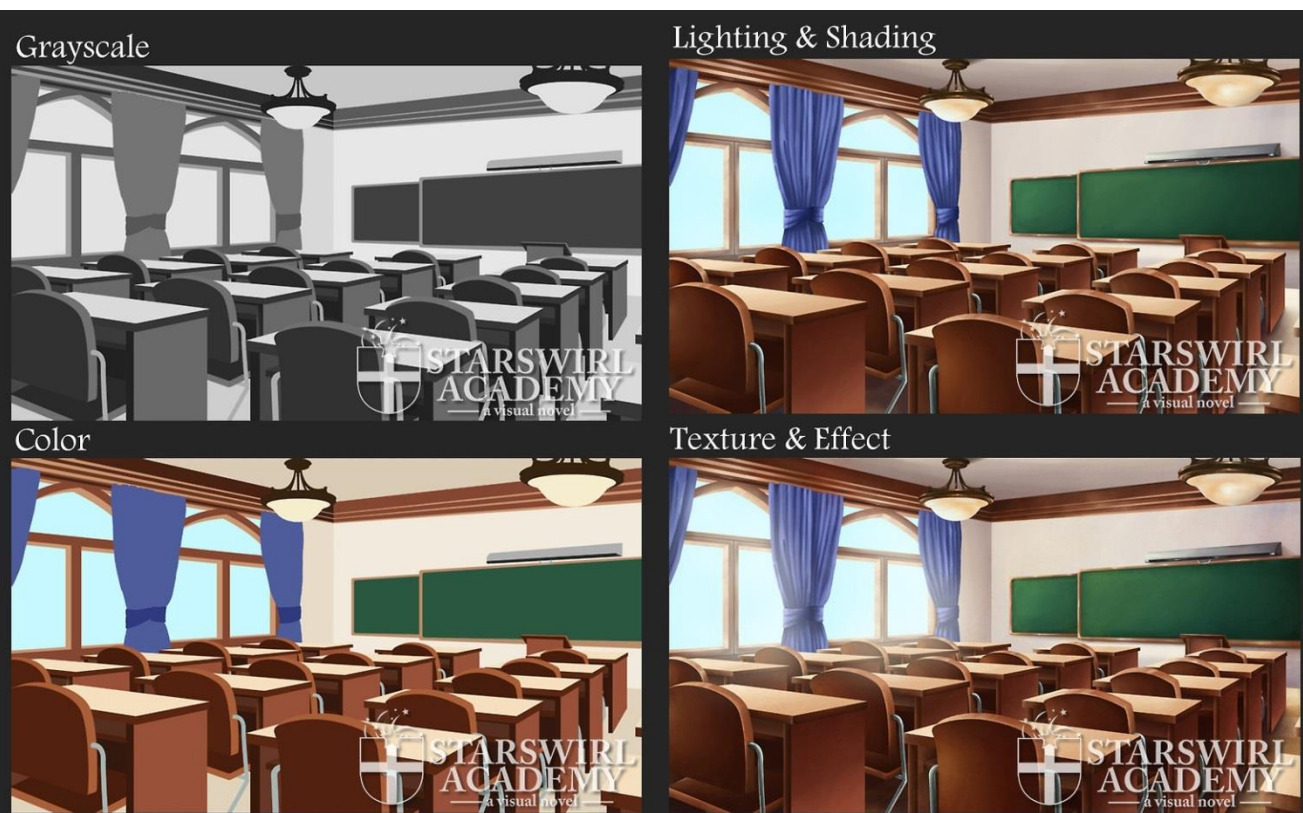 Grayscale
Lighting & Shading
STARSWIRL
ACADEMY
a visual novel
STARSWIRL
ACADEMY
a visual novel
Color
Texture & Effect
STARSWIRL
ACADEMY
a visual novel
STARSWIRL
ACADEMY
a visual novel